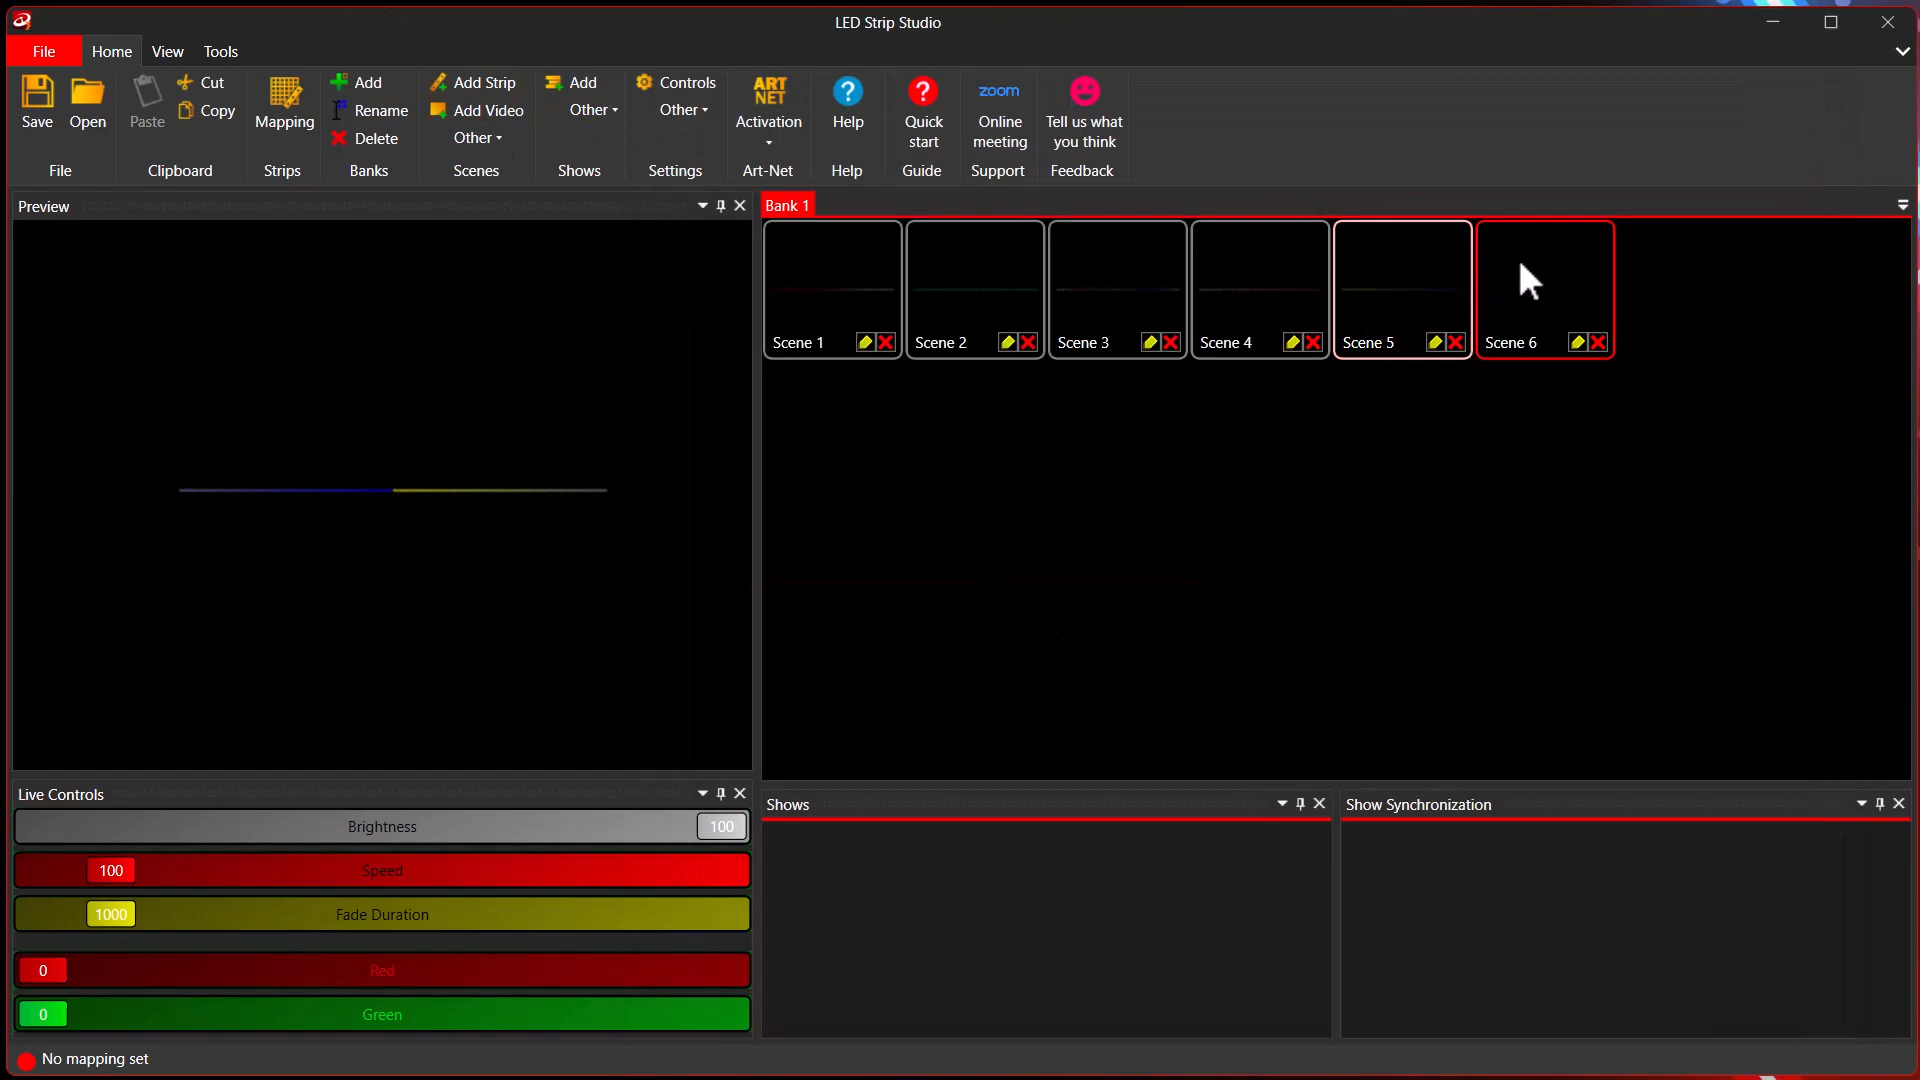 LED Strip Studio
File Home View Tools
Save Open Paste Cut Copy Mapping Add Rename Delete Add Strip Add Video Other Add Other Controls Other ART NET Activation Help Quick start zoom Online meeting Tell us what you think
File Clipboard Strips Banks Scenes Shows Settings Art-Net Help Guide Support Feedback
Preview
Bank 1
Scene 1 Scene 2 Scene 3 Scene 4 Scene 5 Scene 6
Live Controls
Brightness 100
100 Speed
1000 Fade Duration
0 Red
0 Green
Shows
Show Synchronization
No mapping set